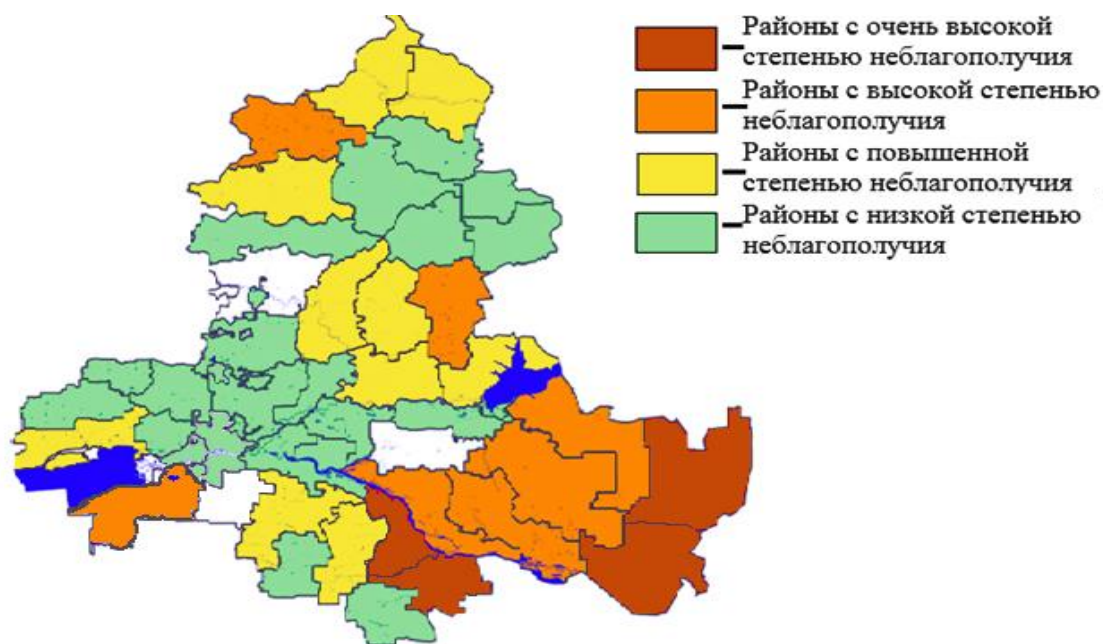 Районы с очень высокой
степенью неблагополучия
Районы с высокой степенью
неблагополучия
Районы с повышенной
степенью неблагополучия
Районы с низкой степенью
неблагополучия